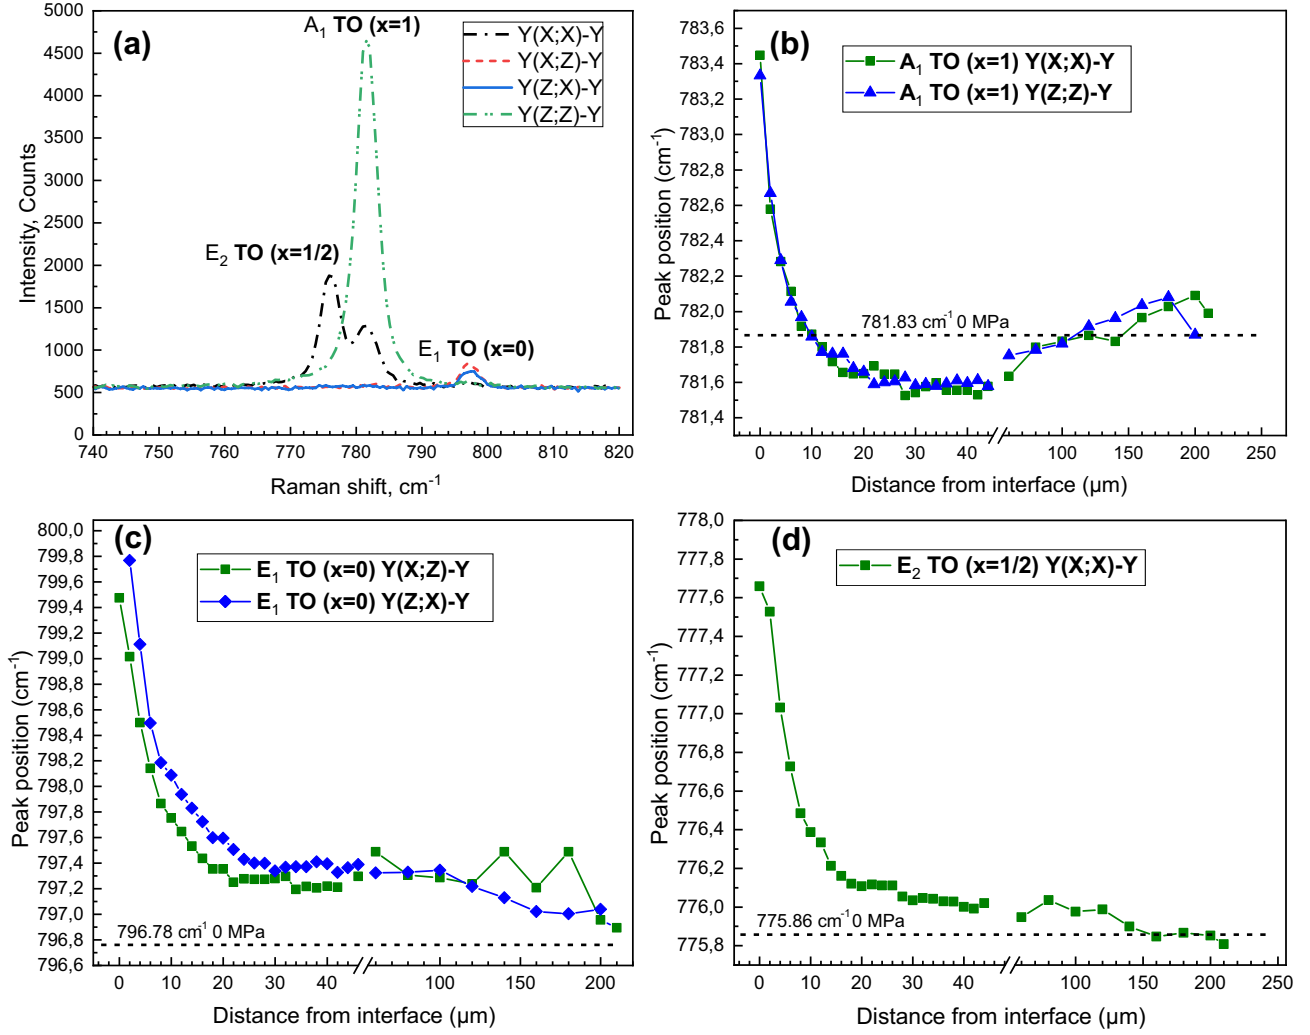 (a)
A₁ TO (x=1)
E₂ TO (x=1/2)
E₁ TO (x=0)
Y(X;X)-Y
Y(X;Z)-Y
Y(Z;X)-Y
Y(Z;Z)-Y
Intensity, Counts
5000
4500
4000
3500
3000
2500
2000
1500
1000
500
0
740 760 770 780 790 800 810 820
Raman shift, cm⁻¹
(b)
A₁ TO (x=1) Y(X;X)-Y
A₁ TO (x=1) Y(Z;Z)-Y
781.83 cm⁻¹ 0 MPa
Peak position (cm⁻¹)
783,6
783,4
783,2
783,0
782,8
782,6
782,4
782,2
782,0
781,8
781,6
781,4
0 10 20 30 40 100 150 200 250
Distance from interface (µm)
(c)
E₁ TO (x=0) Y(X;Z)-Y
E₁ TO (x=0) Y(Z;X)-Y
796.78 cm⁻¹ 0 MPa
Peak position (cm⁻¹)
800,0
799,8
799,6
799,4
799,2
799,0
798,8
798,6
798,4
798,2
798,0
797,8
797,6
797,4
797,2
797,0
796,8
796,6
0 10 20 30 40 100 150 200
Distance from interface (µm)
(d)
E₂ TO (x=1/2) Y(X;X)-Y
775.86 cm⁻¹ 0 MPa
Peak position (cm⁻¹)
778,0
777,8
777,6
777,4
777,2
777,0
776,8
776,6
776,4
776,2
776,0
775,8
0 10 20 30 40 50 100 150 200 250
Distance from interface (µm)